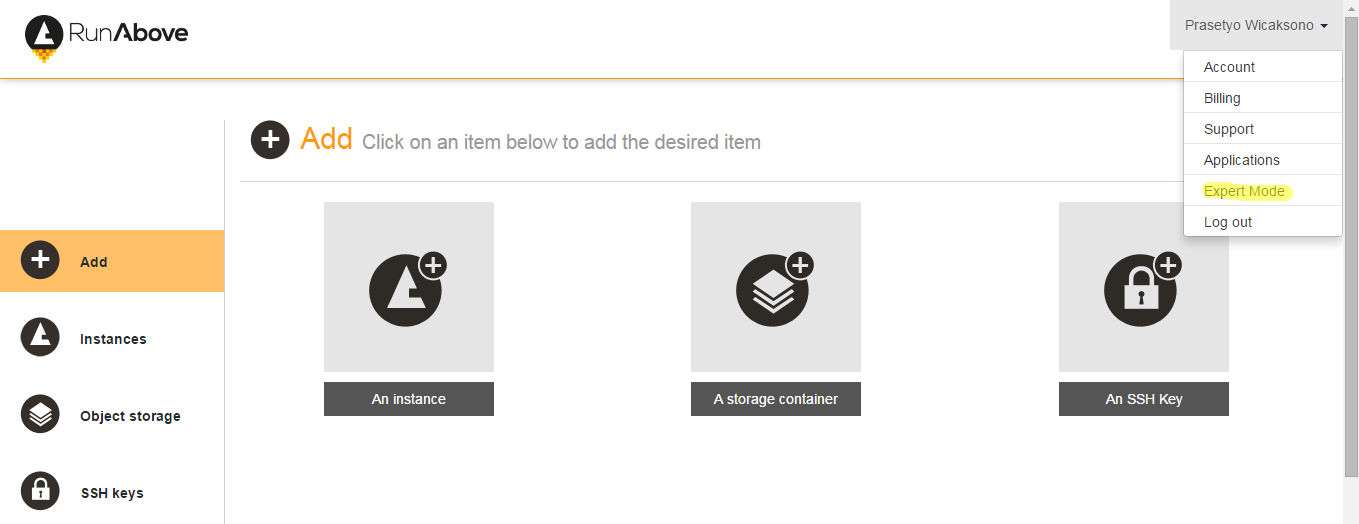 RunAbove
Prasetyo Wicaksono
Account
Billing
Support
Applications
Expert Mode
Log out
Add Click on an item below to add the desired item
Add
Instances
Object storage
SSH keys
An instance
A storage container
An SSH Key